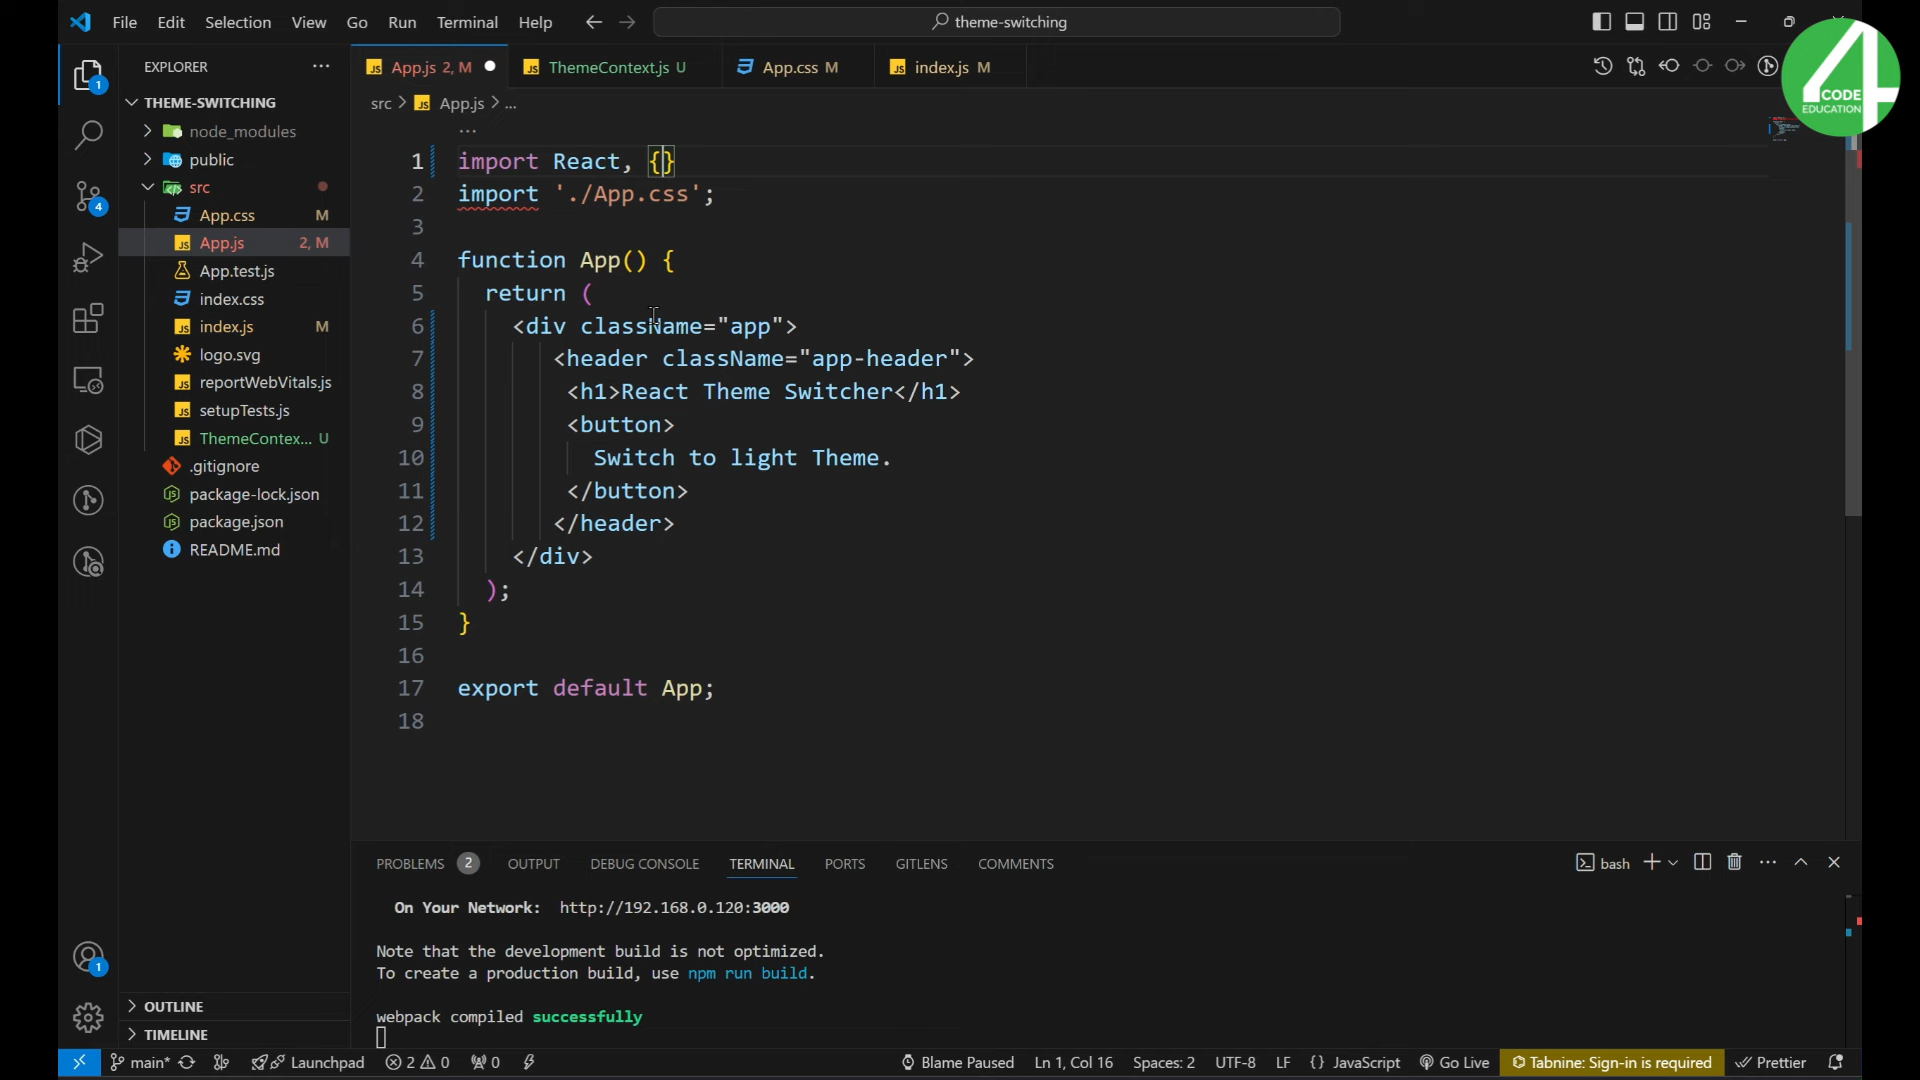 File Edit Selection View Go Run Terminal Help
theme-switching
4
CODE
EDUCATION
EXPLORER
THEME-SWITCHING
node_modules
public
src
App.css M
App.js 2, M
App.test.js
index.css
index.js M
logo.svg
reportWebVitals.js
setupTests.js
ThemeContex... U
.gitignore
package-lock.json
package.json
README.md
OUTLINE
TIMELINE
1
4
1
App.js 2, M
ThemeContext.js U
App.css M
index.js M
src > App.js > ...
1 import React, {}
2 import './App.css';
3
4 function App() {
5 return (
6 <div className="app">
7 <header className="app-header">
8 <h1>React Theme Switcher</h1>
9 <button>
10 Switch to light Theme.
11 </button>
12 </header>
13 </div>
14 );
15 }
16
17 export default App;
18
PROBLEMS 2 OUTPUT DEBUG CONSOLE TERMINAL PORTS GITLENS COMMENTS
bash
On Your Network: http://192.168.0.120:3000
Note that the development build is not optimized.
To create a production build, use npm run build.
webpack compiled successfully
main* Launchpad 2 0 0 Blame Paused Ln 1, Col 16 Spaces: 2 UTF-8 LF {} JavaScript Go Live Tabnine: Sign-in is required Prettier